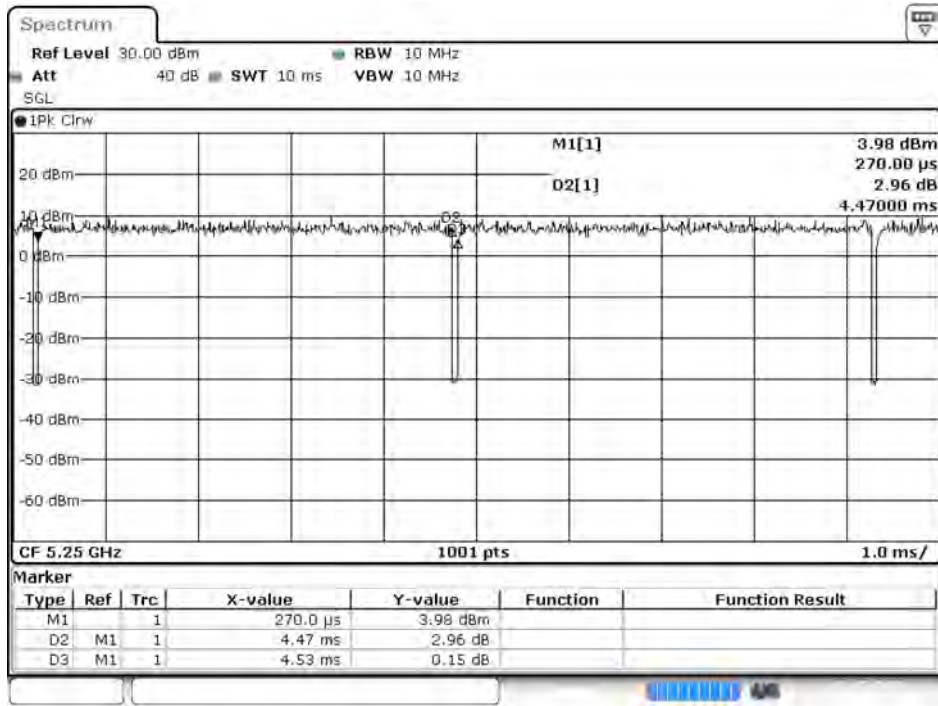 Spectrum
Ref Level 30.00 dBm RBW 10 MHz
Att 40 dB SWT 10 ms VBW 10 MHz
SGL
1Pk Clrw
M1[1] 3.98 dBm
270.00 µs
20 dBm
D2[1] 2.96 dB
4.47000 ms
10 dBm
0 dBm
-10 dBm
-20 dBm
-30 dBm
-40 dBm
-50 dBm
-60 dBm
CF 5.25 GHz 1001 pts 1.0 ms/
Marker
Type Ref Trc X-value Y-value Function Function Result
M1 1 270.0 µs 3.98 dBm
D2 M1 1 4.47 ms 2.96 dB
D3 M1 1 4.53 ms 0.15 dB